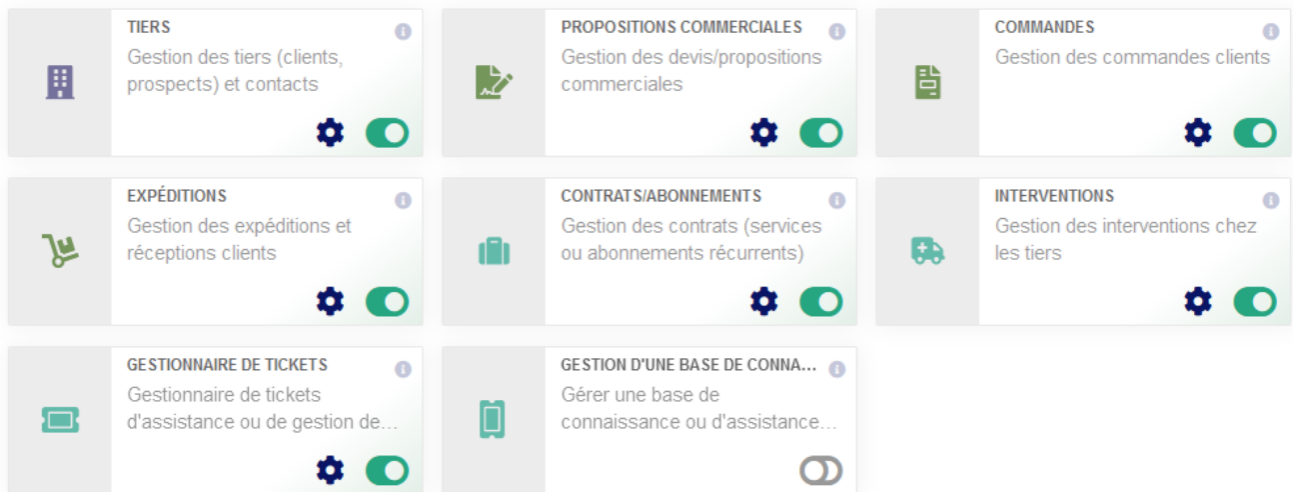 TIERS
Gestion des tiers (clients,
prospects) et contacts
PROPOSITIONS COMMERCIALES
Gestion des devis/propositions
commerciales
COMMANDES
Gestion des commandes clients
EXPÉDITIONS
Gestion des expéditions et
réceptions clients
CONTRATS/ABONNEMENTS
Gestion des contrats (services
ou abonnements récurrents)
INTERVENTIONS
Gestion des interventions chez
les tiers
GESTIONNAIRE DE TICKETS
Gestionnaire de tickets
d'assistance ou de gestion de...
GESTION D'UNE BASE DE CONNA...
Gérer une base de
connaissance ou d'assistance...